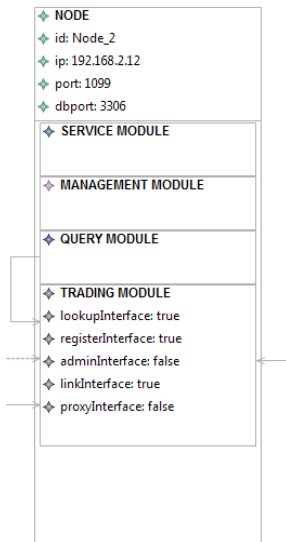 NODE
id: Node_2
ip: 192.168.2.12
port: 1099
dbport: 3306
SERVICE MODULE
MANAGEMENT MODULE
QUERY MODULE
TRADING MODULE
lookupInterface: true
registerInterface: true
adminInterface: false
linkInterface: true
proxyInterface: false